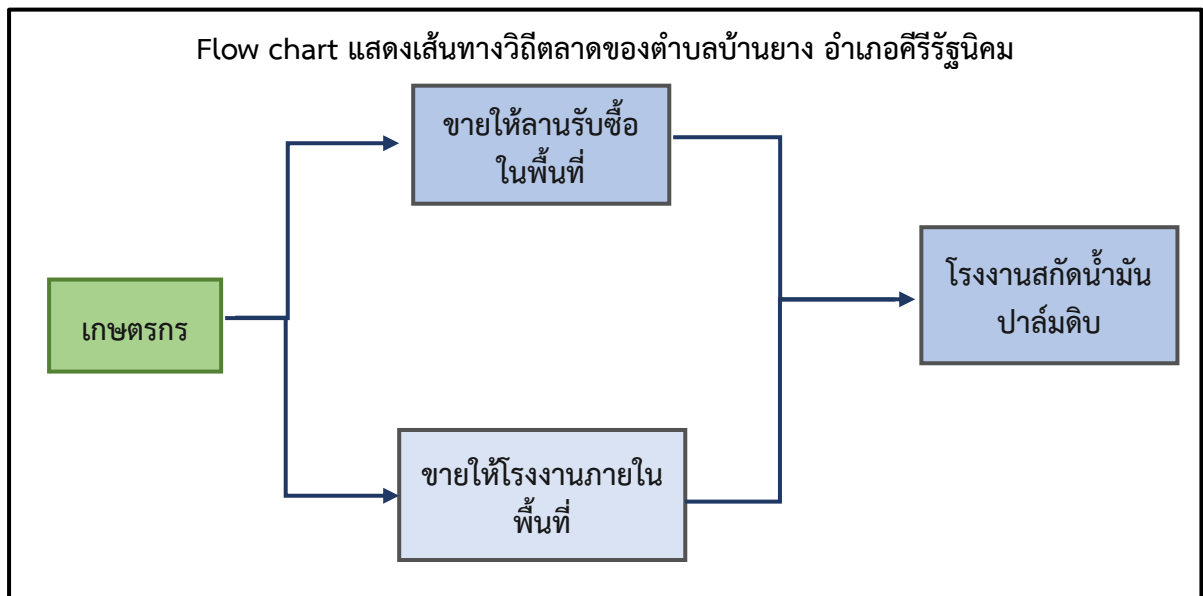 Flow chart แสดงเส้นทางวิถีตลาดของตำบลบ้านยาง อำเภอคีรีรัฐนิคม
ขายให้ลานรับซื้อ
ในพื้นที่
เกษตรกร
โรงงานสกัดน้ำมัน
ปาล์มดิบ
ขายให้โรงงานภายใน
พื้นที่